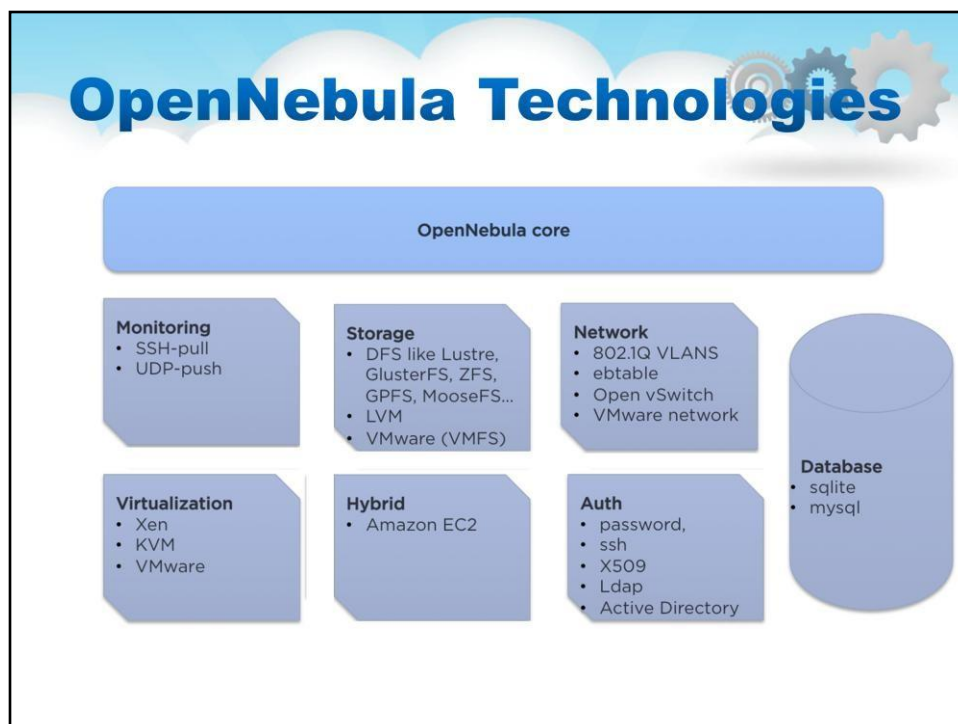 OpenNebula Technologies
OpenNebula core
Monitoring
• SSH-pull
• UDP-push
Storage
• DFS like Lustre,
GlusterFS, ZFS,
GPFS, MooseFS...
• LVM
• VMware (VMFS)
Network
• 802.1Q VLANS
• ebtable
• Open vSwitch
• VMware network
Database
• sqlite
• mysql
Virtualization
• Xen
• KVM
• VMware
Hybrid
• Amazon EC2
Auth
• password,
• ssh
• X509
• Ldap
• Active Directory